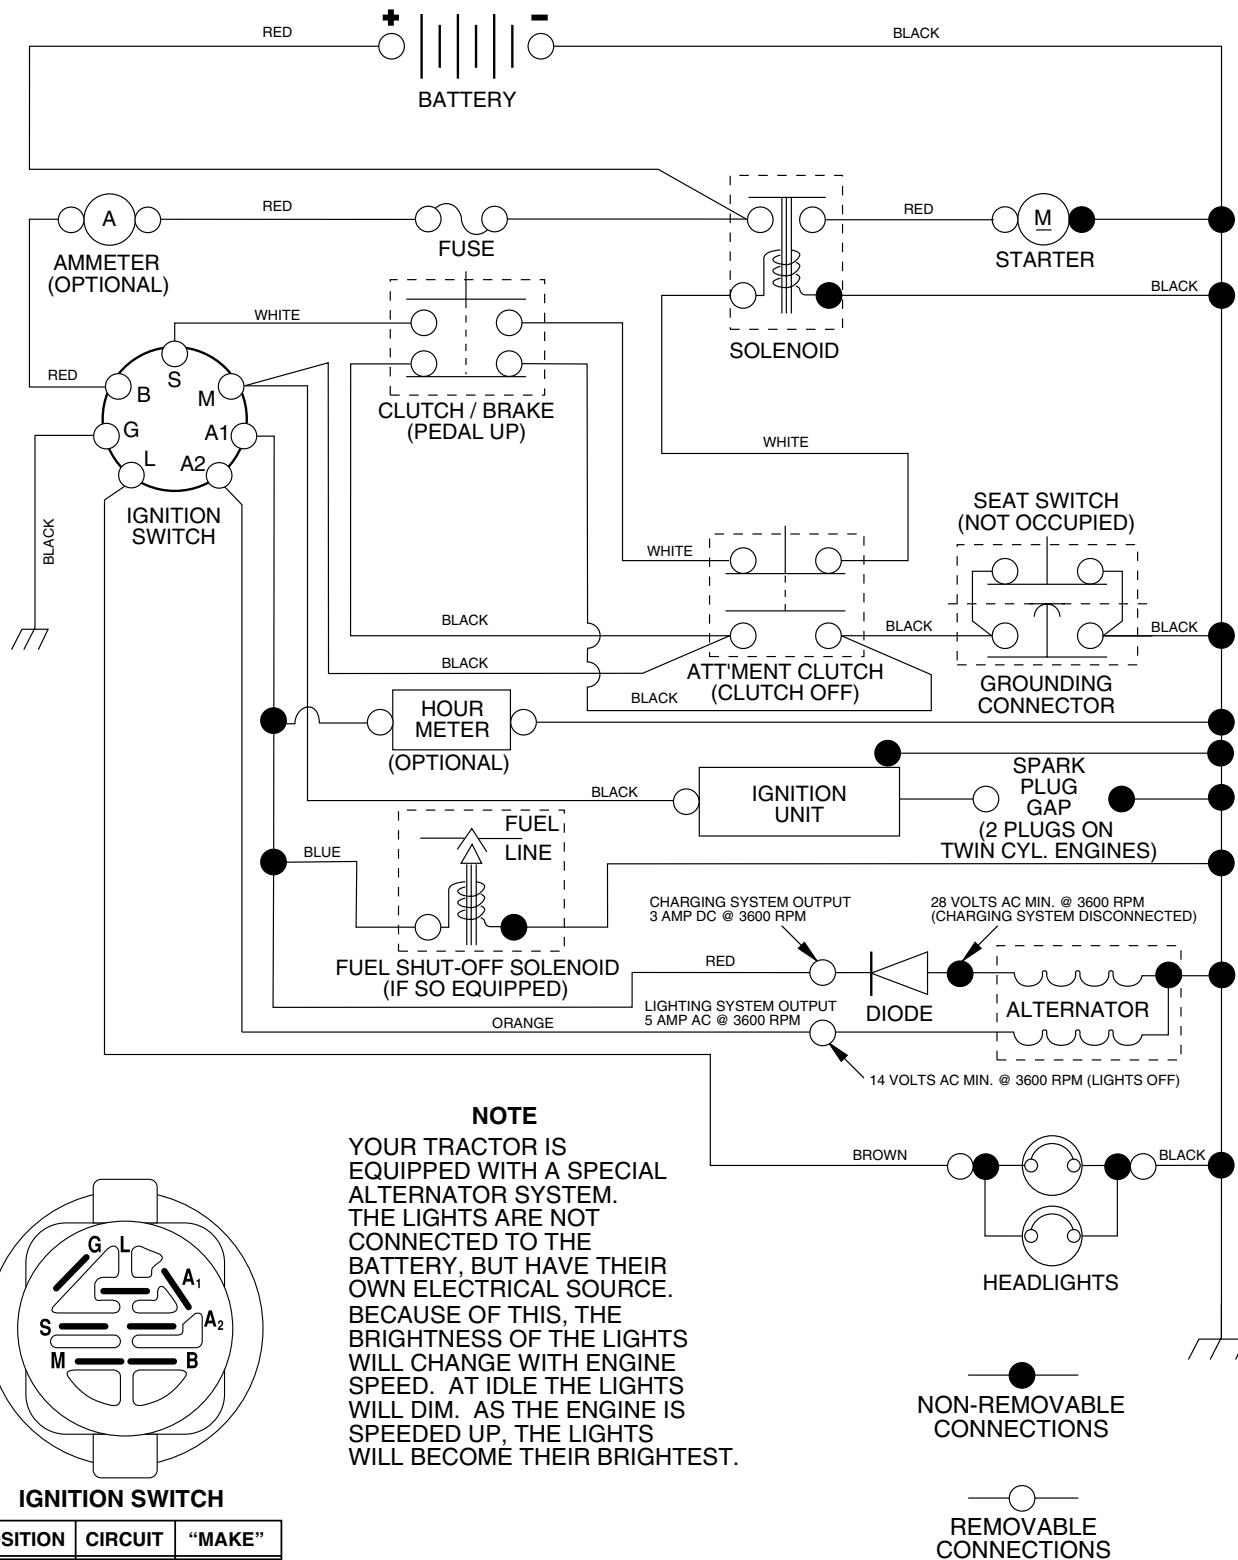 + -
RED
BLACK
BATTERY
A
RED
RED
M
AMMETER
(OPTIONAL)
FUSE
STARTER
WHITE
BLACK
SOLENOID
RED
S
B
M
G
A1
L
A2
CLUTCH / BRAKE
(PEDAL UP)
WHITE
IGNITION
SWITCH
BLACK
SEAT SWITCH
(NOT OCCUPIED)
WHITE
BLACK
BLACK
BLACK
BLACK
ATT'MENT CLUTCH
(CLUTCH OFF)
BLACK
GROUNDING
CONNECTOR
HOUR
METER
(OPTIONAL)
BLACK
IGNITION
UNIT
SPARK
PLUG
GAP
(2 PLUGS ON
TWIN CYL. ENGINES)
FUEL
LINE
BLUE
FUEL SHUT-OFF SOLENOID
(IF SO EQUIPPED)
CHARGING SYSTEM OUTPUT
3 AMP DC @ 3600 RPM
28 VOLTS AC MIN. @ 3600 RPM
(CHARGING SYSTEM DISCONNECTED)
RED
DIODE
ALTERNATOR
LIGHTING SYSTEM OUTPUT
5 AMP AC @ 3600 RPM
ORANGE
14 VOLTS AC MIN. @ 3600 RPM (LIGHTS OFF)
NOTE
YOUR TRACTOR IS
EQUIPPED WITH A SPECIAL
ALTERNATOR SYSTEM.
THE LIGHTS ARE NOT
CONNECTED TO THE
BATTERY, BUT HAVE THEIR
OWN ELECTRICAL SOURCE.
BECAUSE OF THIS, THE
BRIGHTNESS OF THE LIGHTS
WILL CHANGE WITH ENGINE
SPEED. AT IDLE THE LIGHTS
WILL DIM. AS THE ENGINE IS
SPEEDED UP, THE LIGHTS
WILL BECOME THEIR BRIGHTEST.
BROWN
BLACK
HEADLIGHTS
NON-REMOVABLE
CONNECTIONS
REMOVABLE
CONNECTIONS
G L
A1
S
A2
M
B
IGNITION SWITCH
SITION CIRCUIT “MAKE”